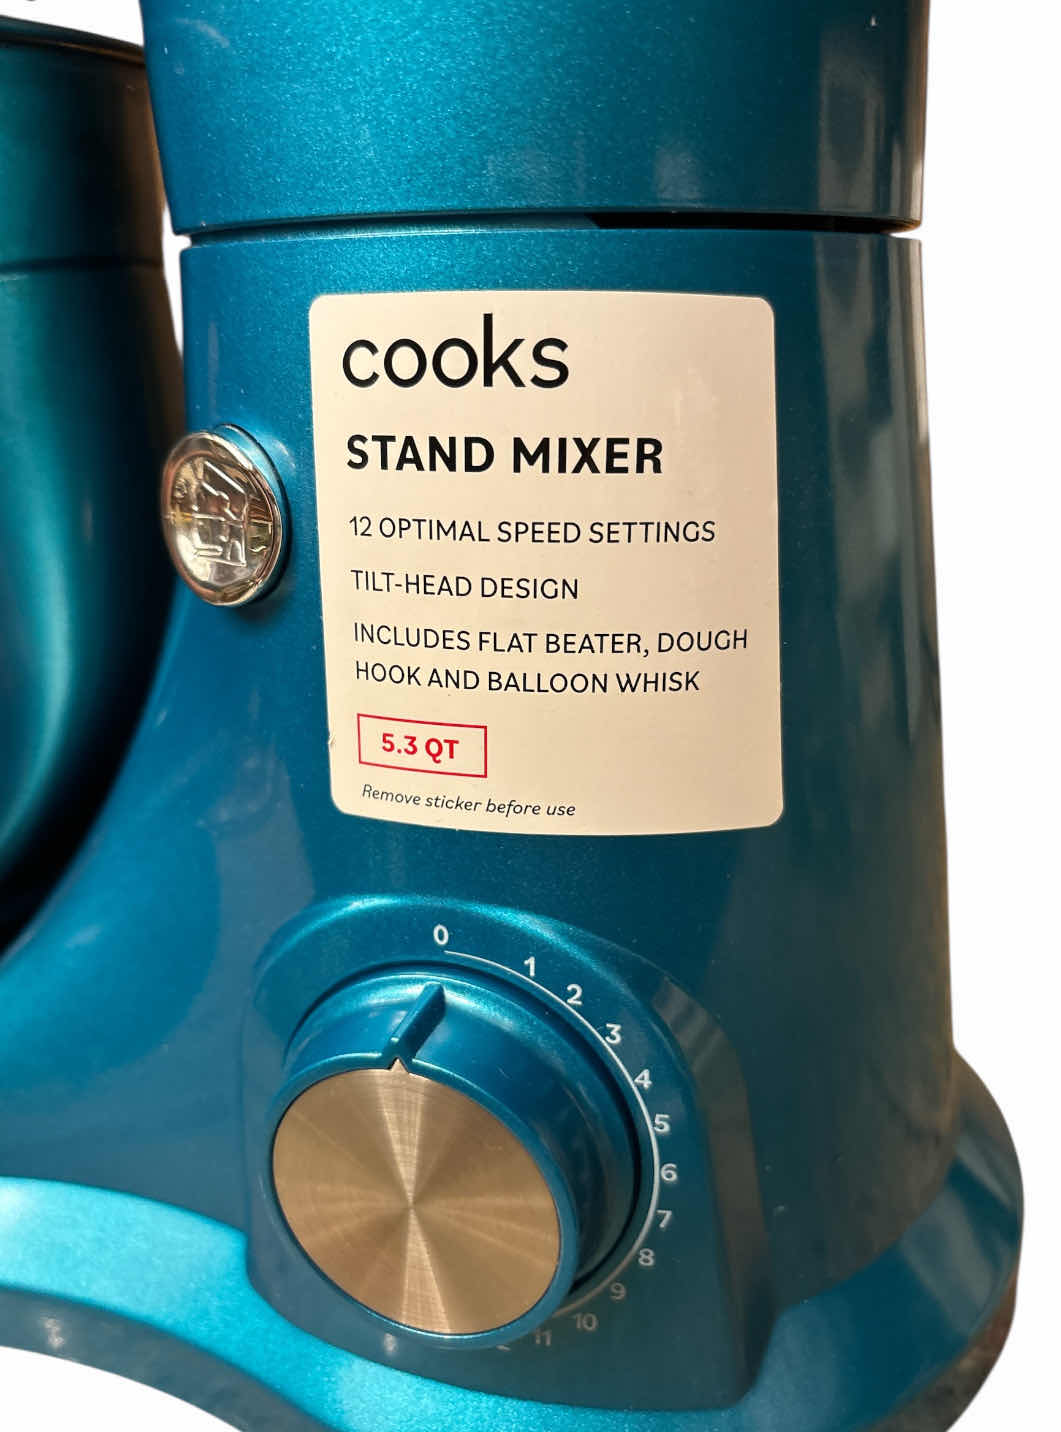 cooks
STAND MIXER
12 OPTIMAL SPEED SETTINGS
TILT-HEAD DESIGN
INCLUDES FLAT BEATER, DOUGH
HOOK AND BALLOON WHISK
5.3 QT
Remove sticker before use
0
1
2
3
4
5
6
7
8
9
10
11